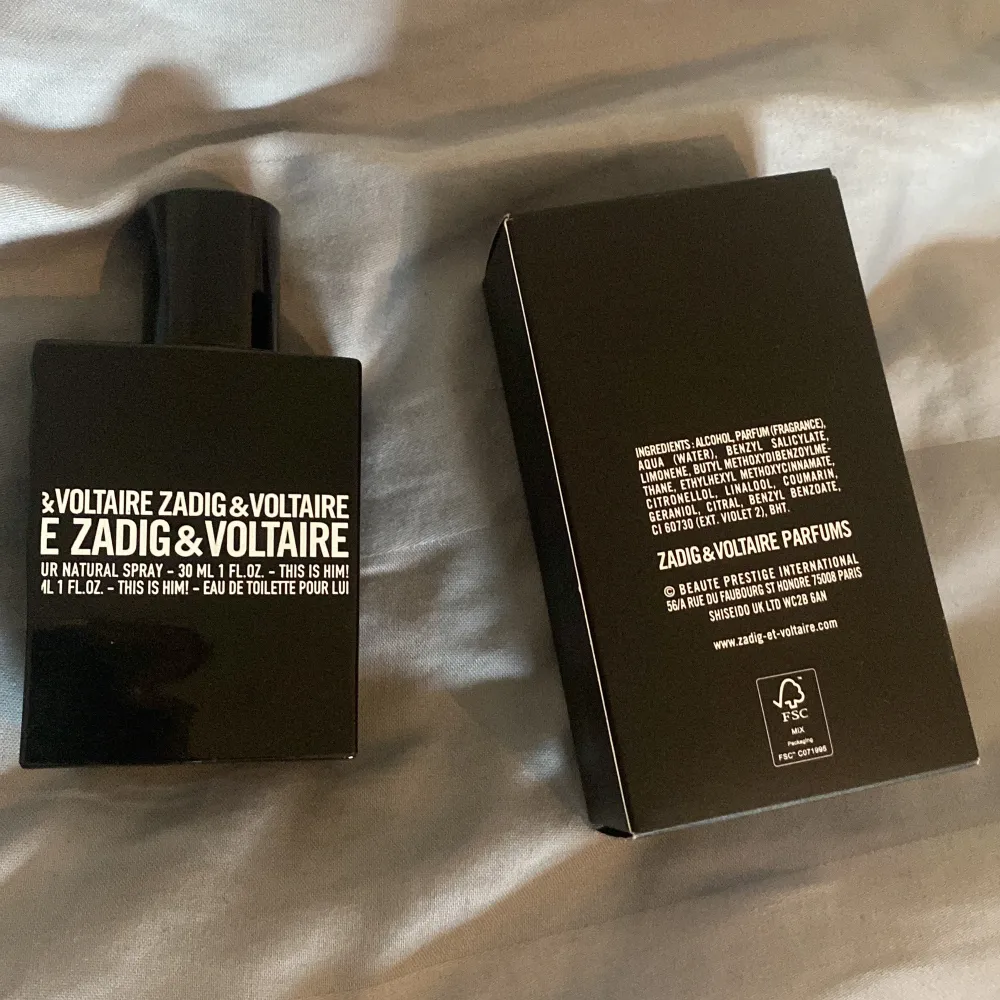 &VOLTAIRE ZADIG&VOLTAIRE
E ZADIG&VOLTAIRE
UR NATURAL SPRAY – 30 ML 1 FL.OZ. – THIS IS HIM!
ML 1 FL.OZ. – THIS IS HIM! – EAU DE TOILETTE POUR LUI
INGREDIENTS : ALCOHOL, PARFUM (FRAGRANCE),
AQUA (WATER), BENZYL SALICYLATE,
LIMONENE, BUTYL METHOXYDIBENZOYLME-
THANE, ETHYLHEXYL METHOXYCINNAMATE,
CITRONELLOL, LINALOOL, COUMARIN,
GERANIOL, CITRAL, BENZYL BENZOATE,
CI 60730 (EXT. VIOLET 2), BHT.
ZADIG&VOLTAIRE PARFUMS
© BEAUTE PRESTIGE INTERNATIONAL
56/A RUE DU FAUBOURG ST HONORE 75008 PARIS
SHISEIDO UK LTD WC2B 6AN
www.zadig-et-voltaire.com
FSC
MIX
Packaging
FSC™ C071995